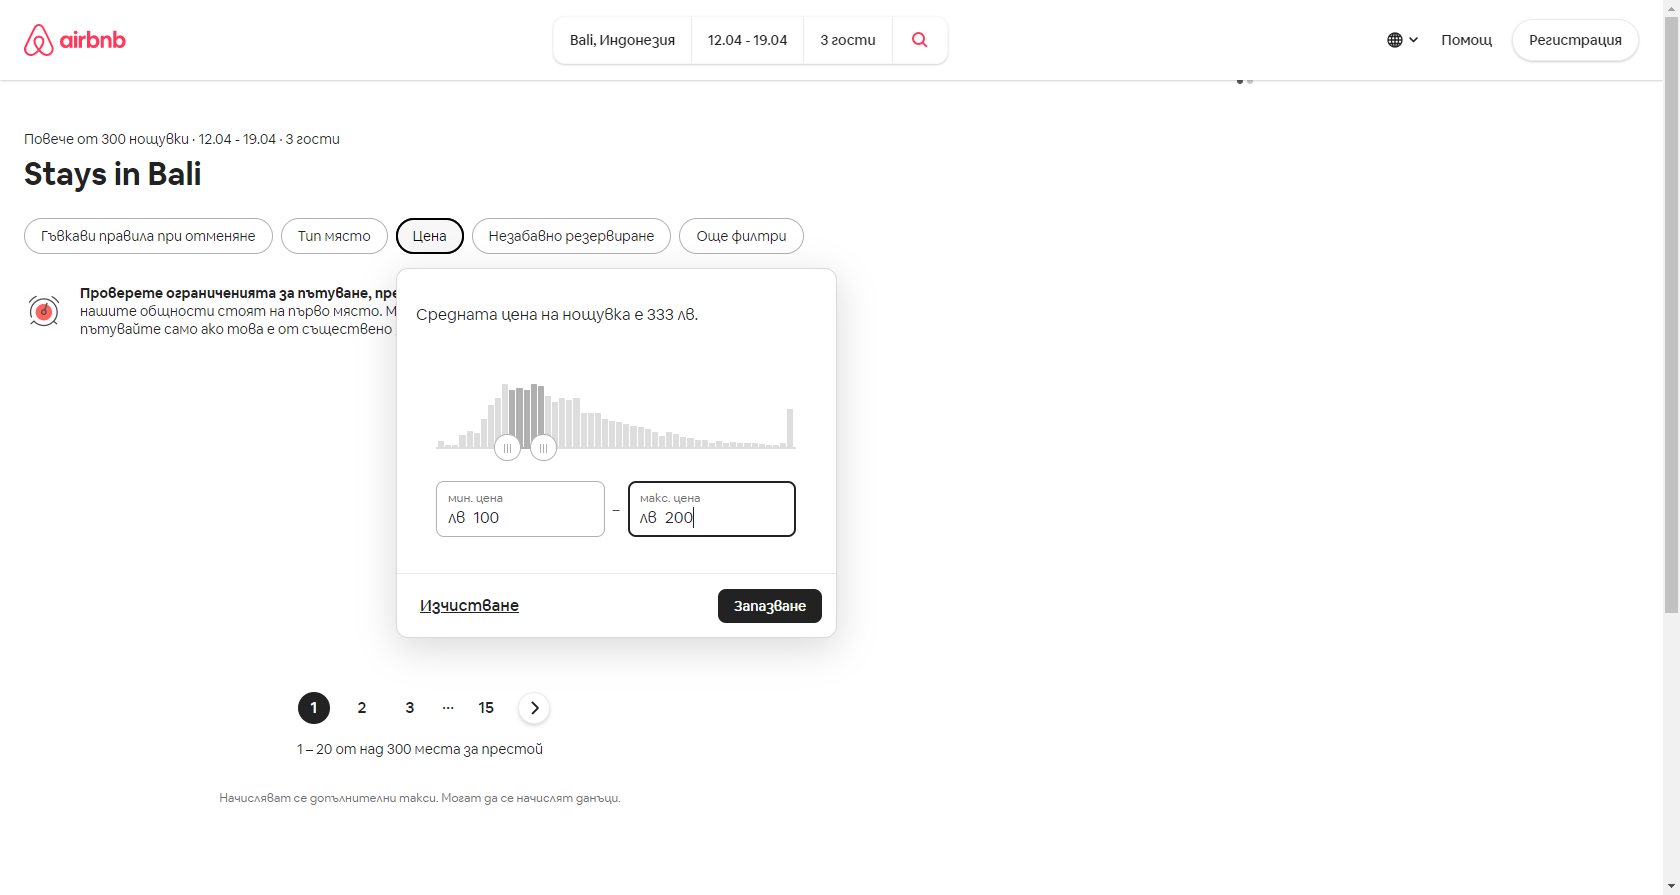 airbnb
Bali, Индонезия
12.04 - 19.04
3 гости
Помощ
Регистрация
Повече от 300 нощувки · 12.04 - 19.04 · 3 гости
Stays in Bali
Гъвкави правила при отменяне
Тип място
Цена
Незабавно резервиране
Още филтри
Проверете ограниченията за пътуване, пре
нашите общности стоят на първо място. М
пътувайте само ако това е от съществено
Средната цена на нощувка е 333 лв.
мин. цена
лв 100
–
макс. цена
лв 200
Изчистване
Запазване
1
2
3
...
15
1 – 20 от над 300 места за престой
Начисляват се допълнителни такси. Могат да се начислят данъци.